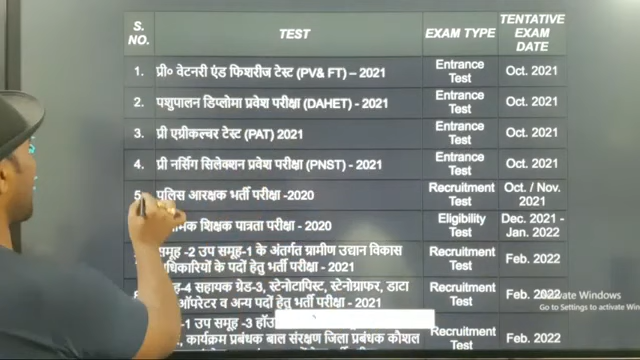 S. NO.
TEST
EXAM TYPE
TENTATIVE EXAM DATE
1. प्री० वेटनरी एंड फिशरीज टेस्ट (PV& FT) – 2021 Entrance Test Oct. 2021
2. पशुपालन डिप्लोमा प्रवेश परीक्षा (DAHET) - 2021 Entrance Test Oct. 2021
3. प्री एग्रीकल्चर टेस्ट (PAT) 2021 Entrance Test Oct. 2021
4. प्री नर्सिंग सिलेक्शन प्रवेश परीक्षा (PNST) - 2021 Entrance Test Oct. 2021
5. पुलिस आरक्षक भर्ती परीक्षा -2020 Recruitment Test Oct. / Nov. 2021
शिक्षक पात्रता परीक्षा - 2020 Eligibility Test Dec. 2021 - Jan. 2022
समूह -2 उप समूह-1 के अंतर्गत ग्रामीण उद्यान विकास
के पदों हेतु भर्ती परीक्षा - 2021 Recruitment Test Feb. 2022
-4 सहायक ग्रेड-3, स्टेनोटापिस्ट, स्टेनोग्राफर, डाटा
ऑपरेटर व अन्य पदों हेतु भर्ती परीक्षा - 2021 Recruitment Test Feb. 2022
-1 उप समूह -3
कार्यक्रम प्रबंधक बाल संरक्षण जिला प्रबंधक कौशल Recruitment Test Feb. 2022
Activate Windows
Go to Settings to activate Win